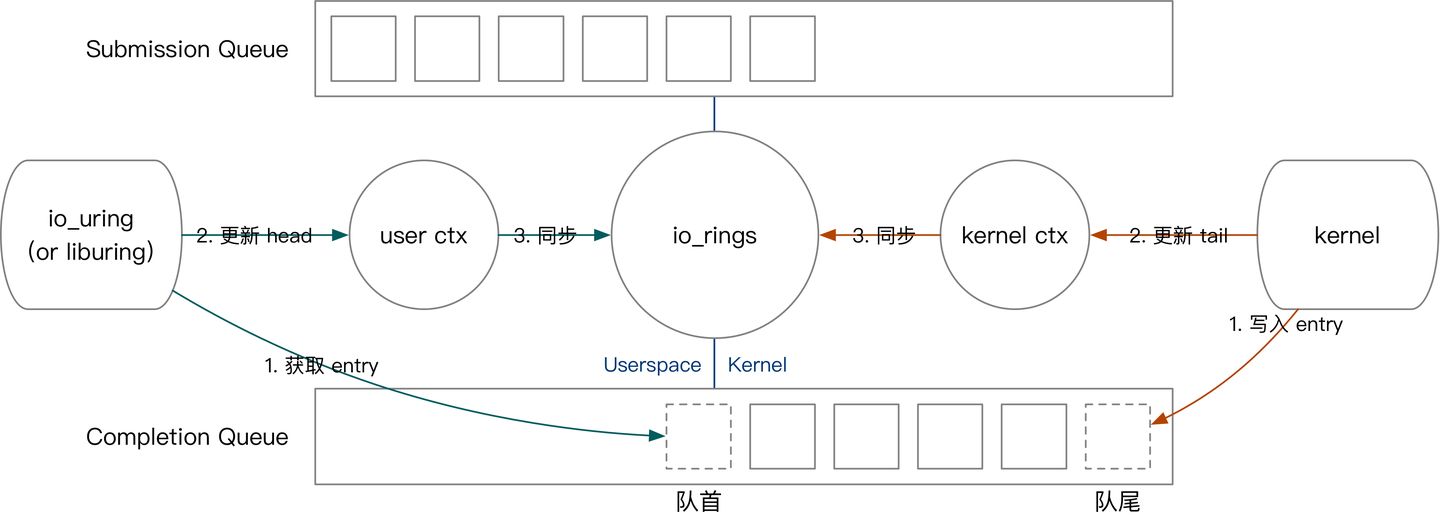 Submission Queue
io_uring
(or liburing)
2. 更新 head
user ctx
3. 同步
io_rings
3. 同步
kernel ctx
2. 更新 tail
kernel
1. 写入 entry
1. 获取 entry
Userspace
Kernel
Completion Queue
队首
队尾